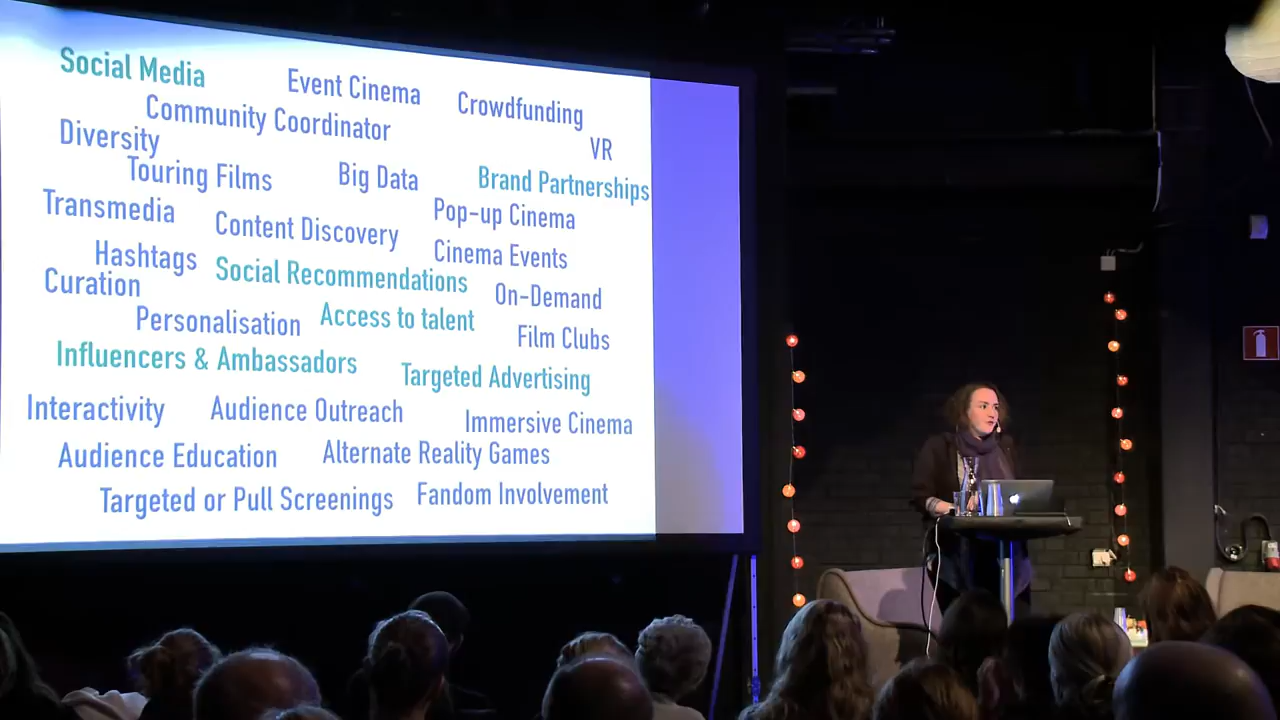 Social Media
Event Cinema
Crowdfunding
Community Coordinator
Diversity
VR
Touring Films
Big Data
Brand Partnerships
Transmedia
Content Discovery
Pop-up Cinema
Hashtags
Cinema Events
Social Recommendations
Curation
On-Demand
Personalisation
Access to talent
Film Clubs
Influencers & Ambassadors
Targeted Advertising
Interactivity
Audience Outreach
Immersive Cinema
Audience Education
Alternate Reality Games
Targeted or Pull Screenings
Fandom Involvement